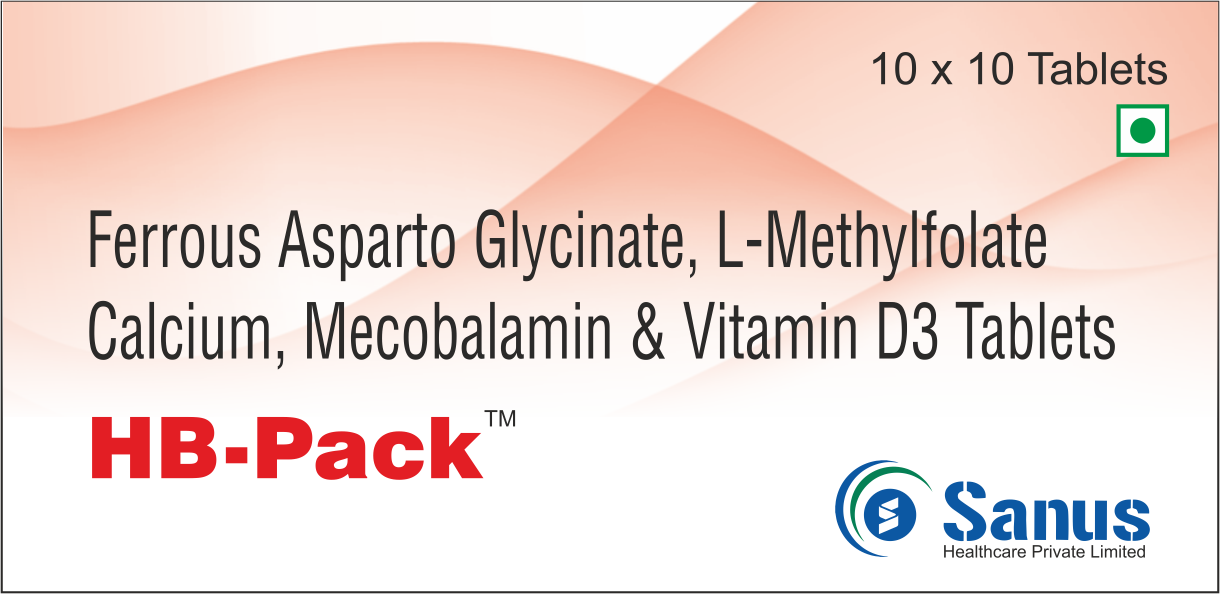 10 x 10 Tablets
Ferrous Asparto Glycinate, L-Methylfolate
Calcium, Mecobalamin & Vitamin D3 Tablets
HB-Pack™
Sanus
Healthcare Private Limited